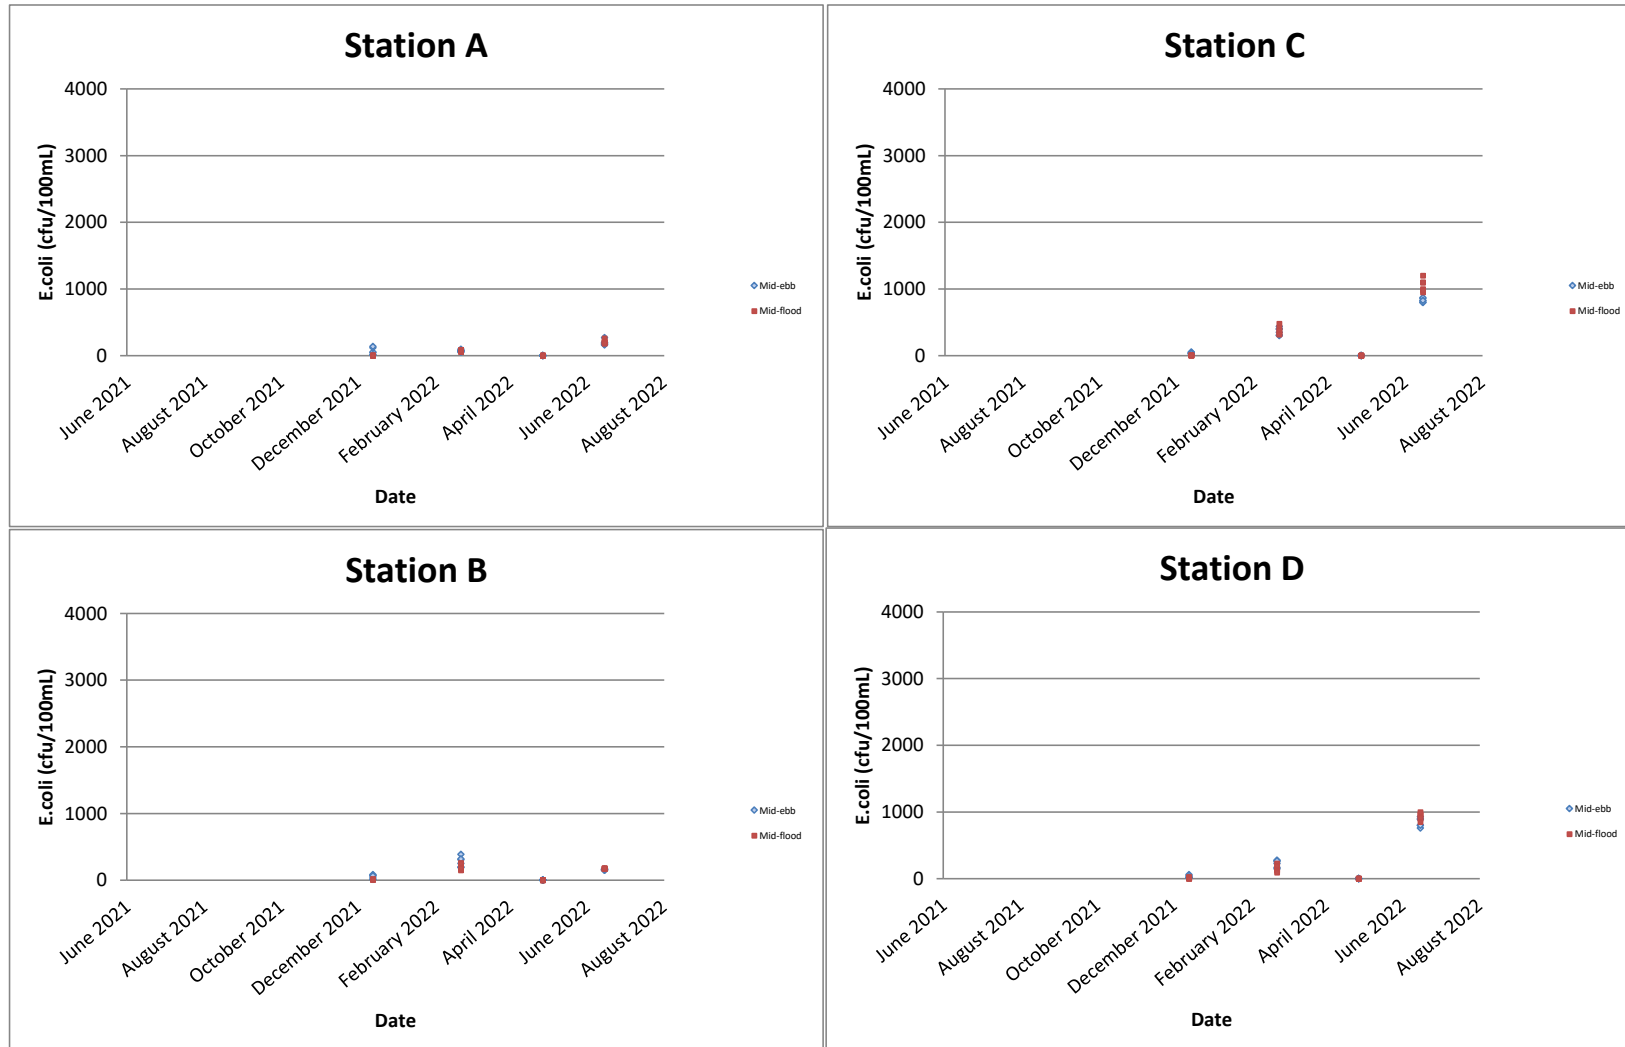 Station A
4000
3000
2000
1000
0
E.coli (cfu/100mL)
June 2021
August 2021
October 2021
December 2021
February 2022
April 2022
June 2022
August 2022
Date
Mid-ebb
Mid-flood
Station C
4000
3000
2000
1000
0
E.coli (cfu/100mL)
June 2021
August 2021
October 2021
December 2021
February 2022
April 2022
June 2022
August 2022
Date
Mid-ebb
Mid-flood
Station B
4000
3000
2000
1000
0
E.coli (cfu/100mL)
June 2021
August 2021
October 2021
December 2021
February 2022
April 2022
June 2022
August 2022
Date
Mid-ebb
Mid-flood
Station D
4000
3000
2000
1000
0
E.coli (cfu/100mL)
June 2021
August 2021
October 2021
December 2021
February 2022
April 2022
June 2022
August 2022
Date
Mid-ebb
Mid-flood